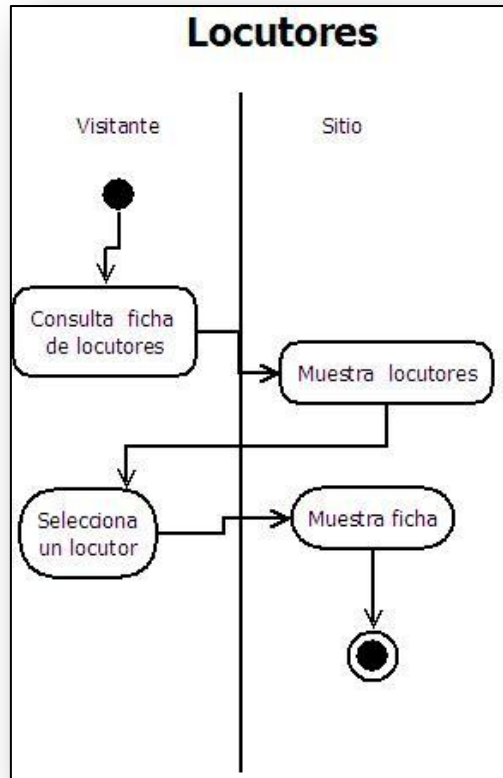 Locutores
Visitante
Sitio
Consulta ficha
de locutores
Muestra locutores
Selecciona
un locutor
Muestra ficha